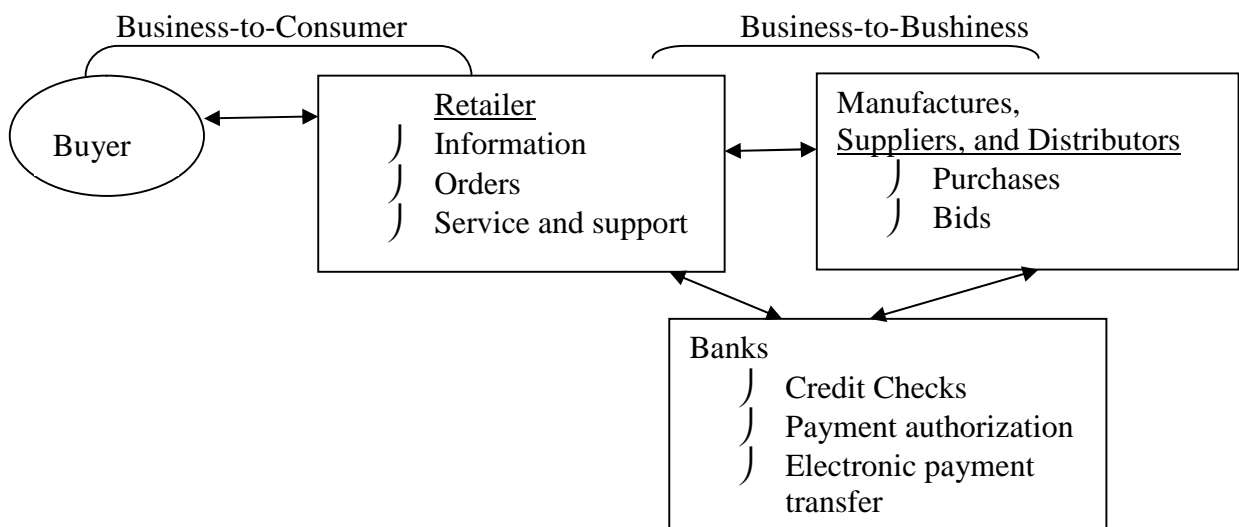 Business-to-Consumer
Business-to-Bushiness
Buyer
Retailer
Information
Orders
Service and support
Manufactures,
Suppliers, and Distributors
Purchases
Bids
Banks
Credit Checks
Payment authorization
Electronic payment
transfer